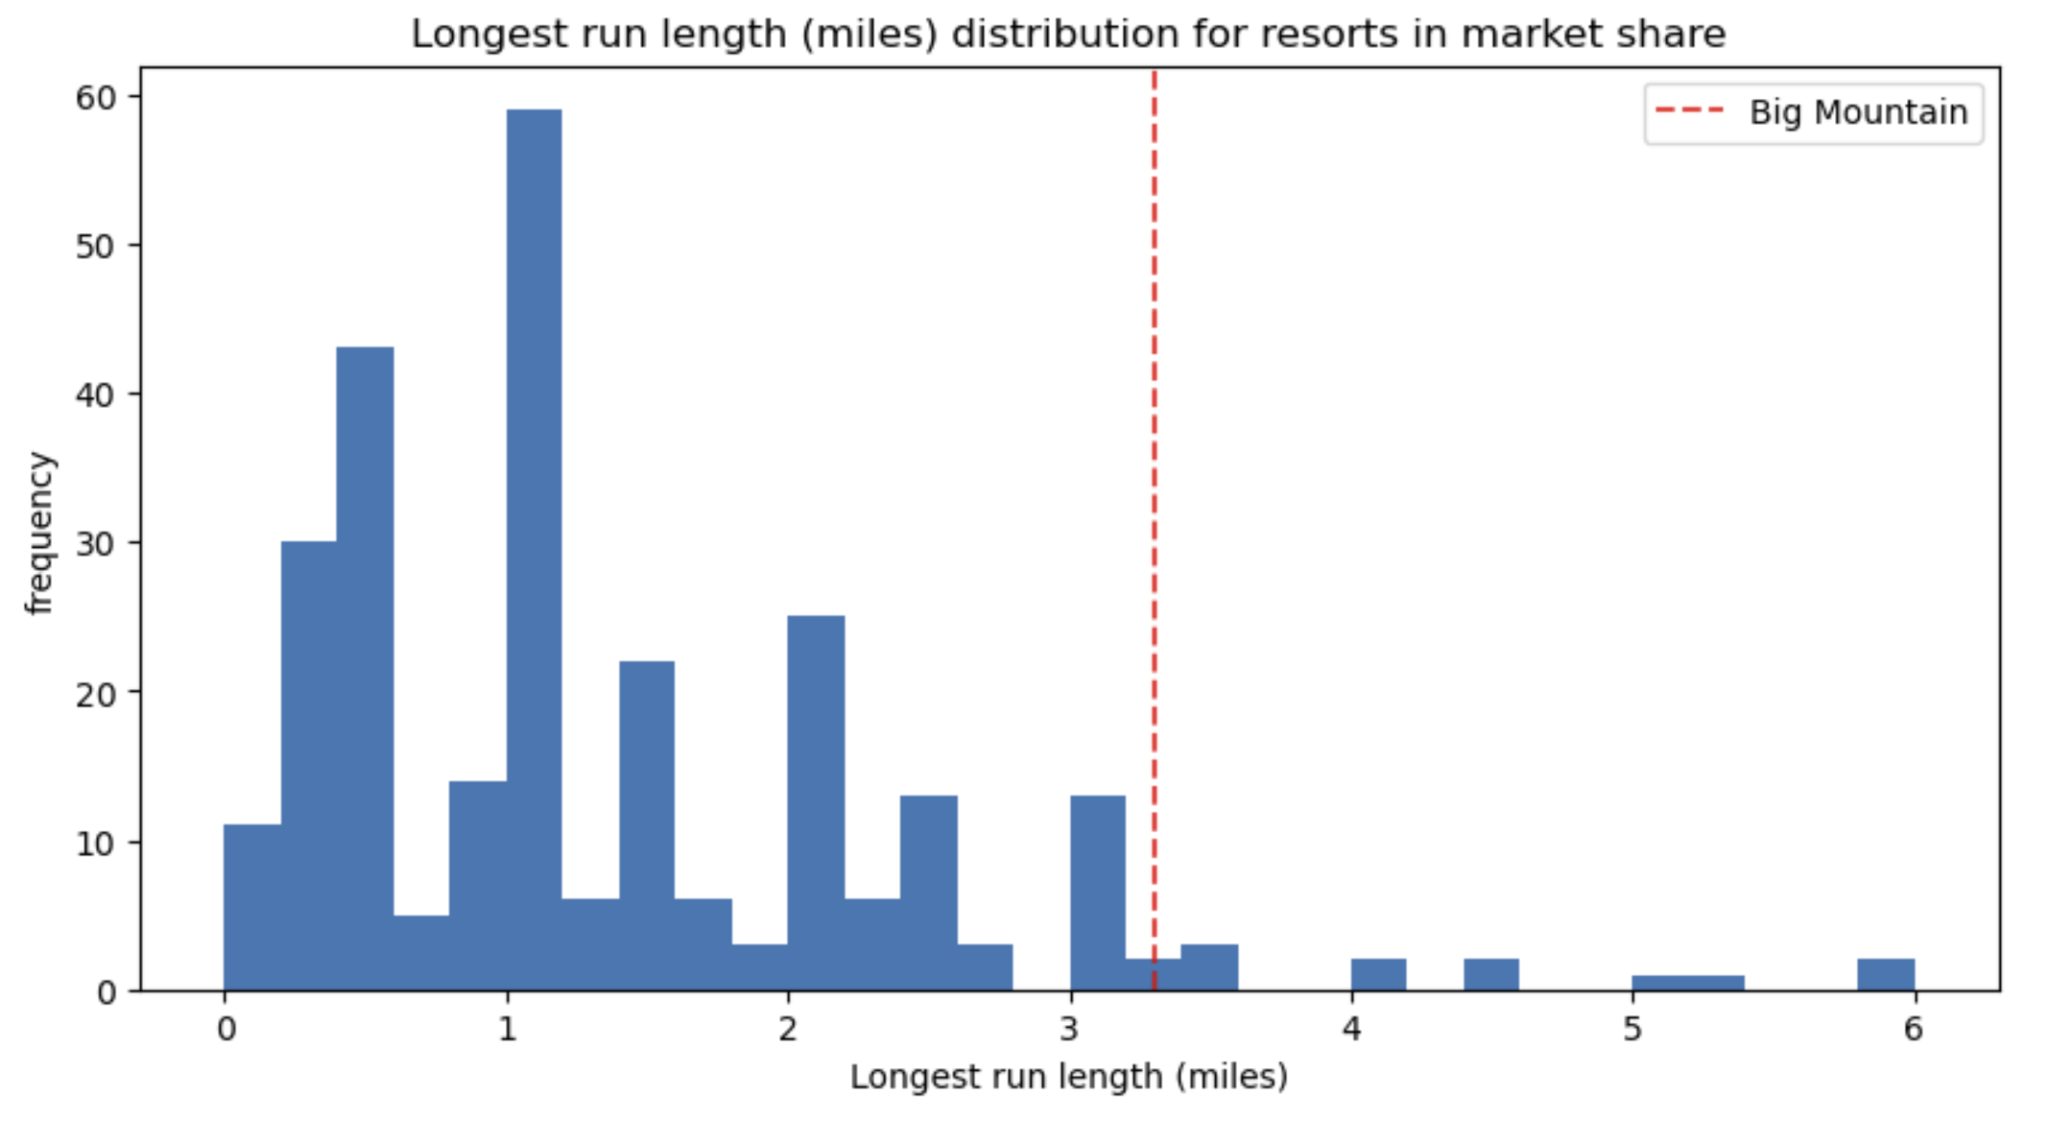 Longest run length (miles) distribution for resorts in market share
Big Mountain
60
50
40
30
20
10
0
frequency
0 1 2 3 4 5 6
Longest run length (miles)